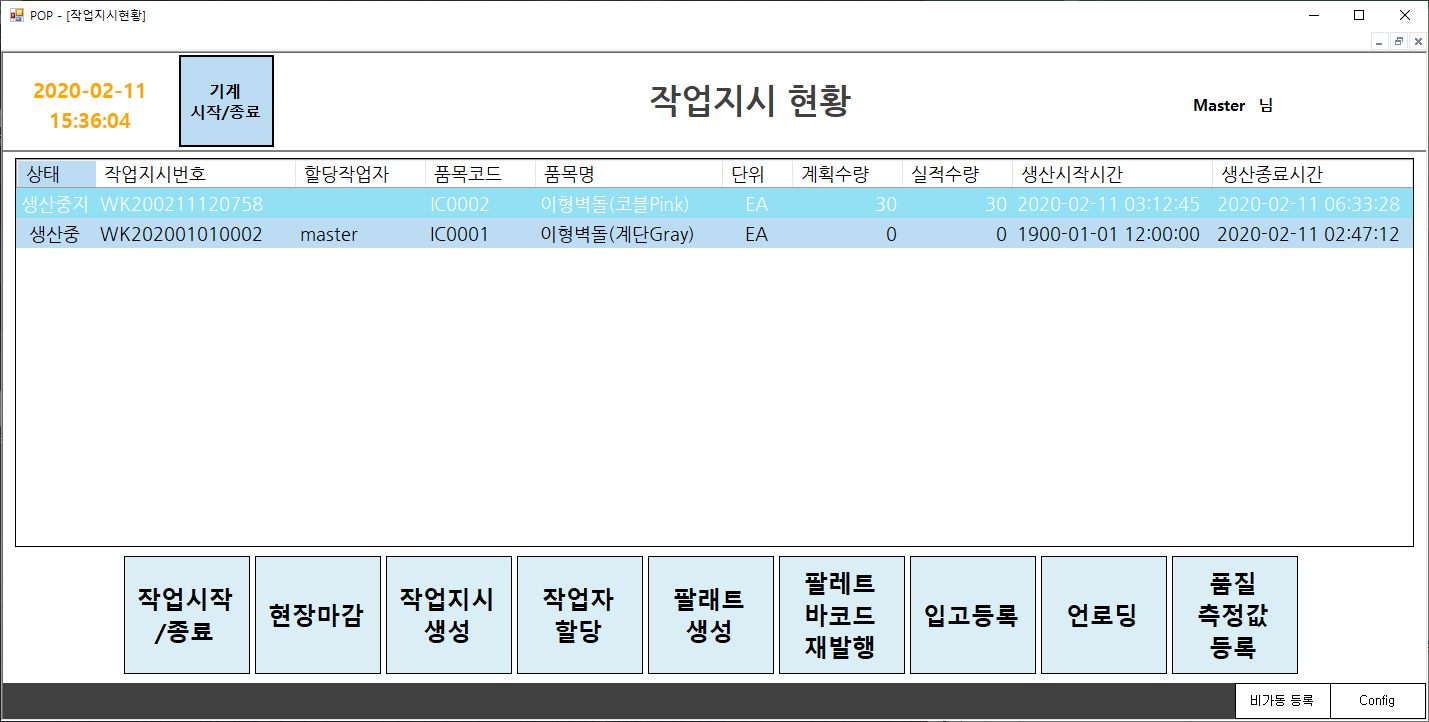 POP - [작업지시현황]
2020-02-11
15:36:04
기계
시작/종료
작업지시 현황
Master 님
상태 작업지시번호 할당작업자 품목코드 품목명 단위 계획수량 실적수량 생산시작시간 생산종료시간
생산중지 WK200211120758 IC0002 이형벽돌(코블Pink) EA 30 30 2020-02-11 03:12:45 2020-02-11 06:33:28
생산중 WK202001010002 master IC0001 이형벽돌(계단Gray) EA 0 0 1900-01-01 12:00:00 2020-02-11 02:47:12
작업시작
/종료
현장마감
작업지시
생성
작업자
할당
팔래트
생성
팔레트
바코드
재발행
입고등록
언로딩
품질
측정값
등록
비가동 등록
Config